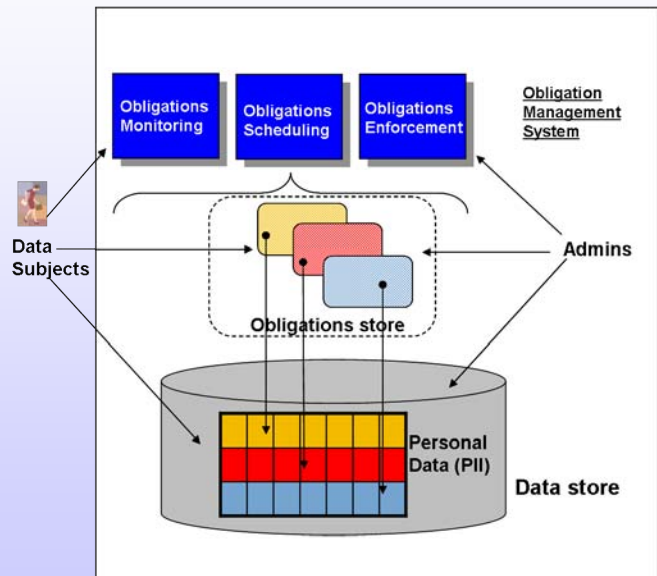 Obligations
Monitoring
Obligations
Scheduling
Obligations
Enforcement
Obligation
Management
System
Data
Subjects
Admins
Obligations store
Personal
Data (PII)
Data store